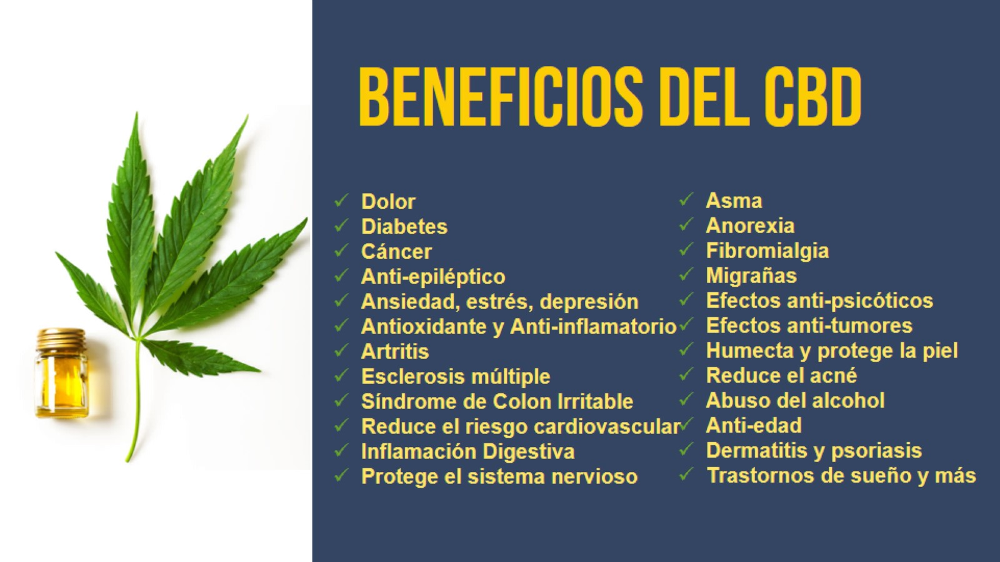 BENEFICIOS DEL CBD
✓ Dolor
✓ Diabetes
✓ Cáncer
✓ Anti-epiléptico
✓ Ansiedad, estrés, depresión
✓ Antioxidante y Anti-inflamatorio
✓ Artritis
✓ Esclerosis múltiple
✓ Síndrome de Colon Irritable
✓ Reduce el riesgo cardiovascular
✓ Inflamación Digestiva
✓ Protege el sistema nervioso
✓ Asma
✓ Anorexia
✓ Fibromialgia
✓ Migrañas
✓ Efectos anti-psicóticos
✓ Efectos anti-tumores
✓ Humecta y protege la piel
✓ Reduce el acné
✓ Abuso del alcohol
✓ Anti-edad
✓ Dermatitis y psoriasis
✓ Trastornos de sueño y más